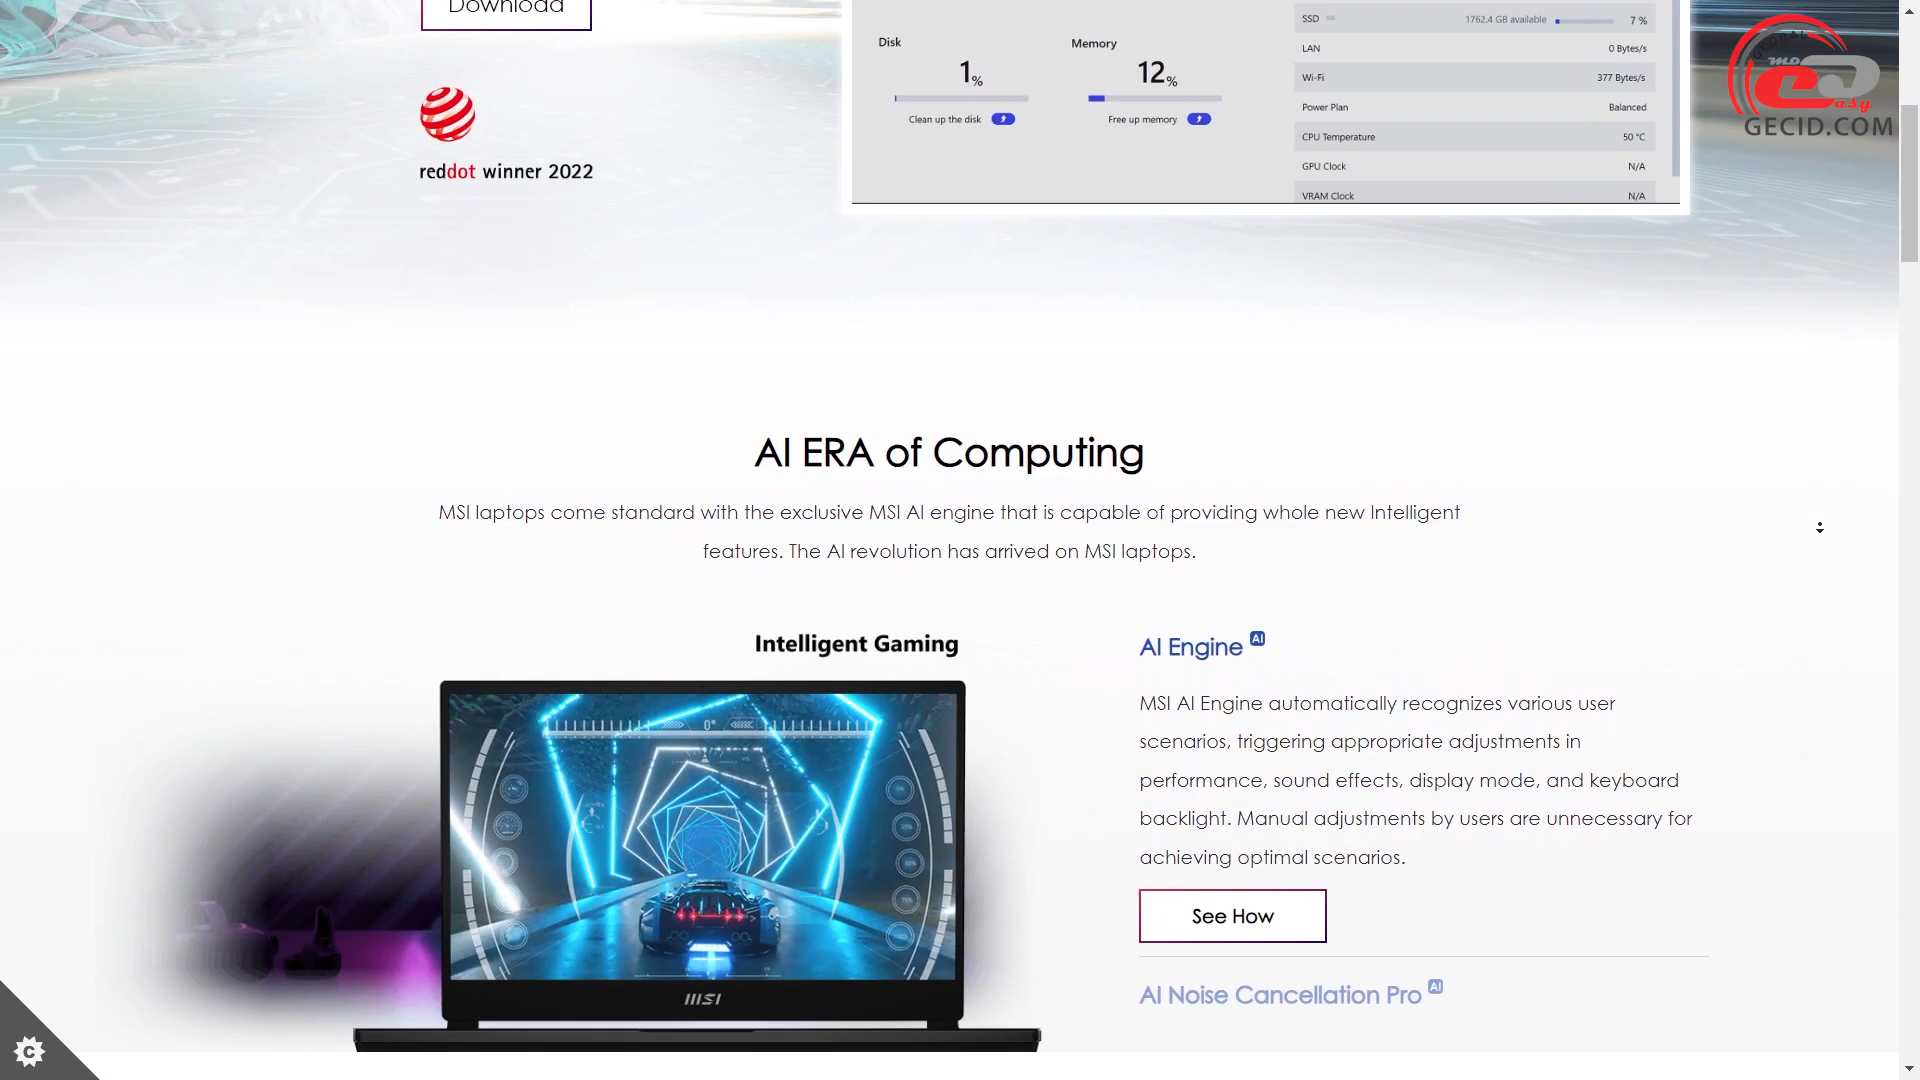 Download
reddot winner 2022
Disk
1%
Clean up the disk
Memory
12%
Free up memory
SSD 1762.4 GB available 7 %
LAN 0 Bytes/s
Wi-Fi 377 Bytes/s
Power Plan Balanced
CPU Temperature 50 °C
GPU Clock N/A
VRAM Clock N/A
GLOBAL
easy
GECID.COM
AI ERA of Computing
MSI laptops come standard with the exclusive MSI AI engine that is capable of providing whole new Intelligent
features. The AI revolution has arrived on MSI laptops.
Intelligent Gaming
0°
msi
AI Engine AI
MSI AI Engine automatically recognizes various user
scenarios, triggering appropriate adjustments in
performance, sound effects, display mode, and keyboard
backlight. Manual adjustments by users are unnecessary for
achieving optimal scenarios.
See How
AI Noise Cancellation Pro AI
C